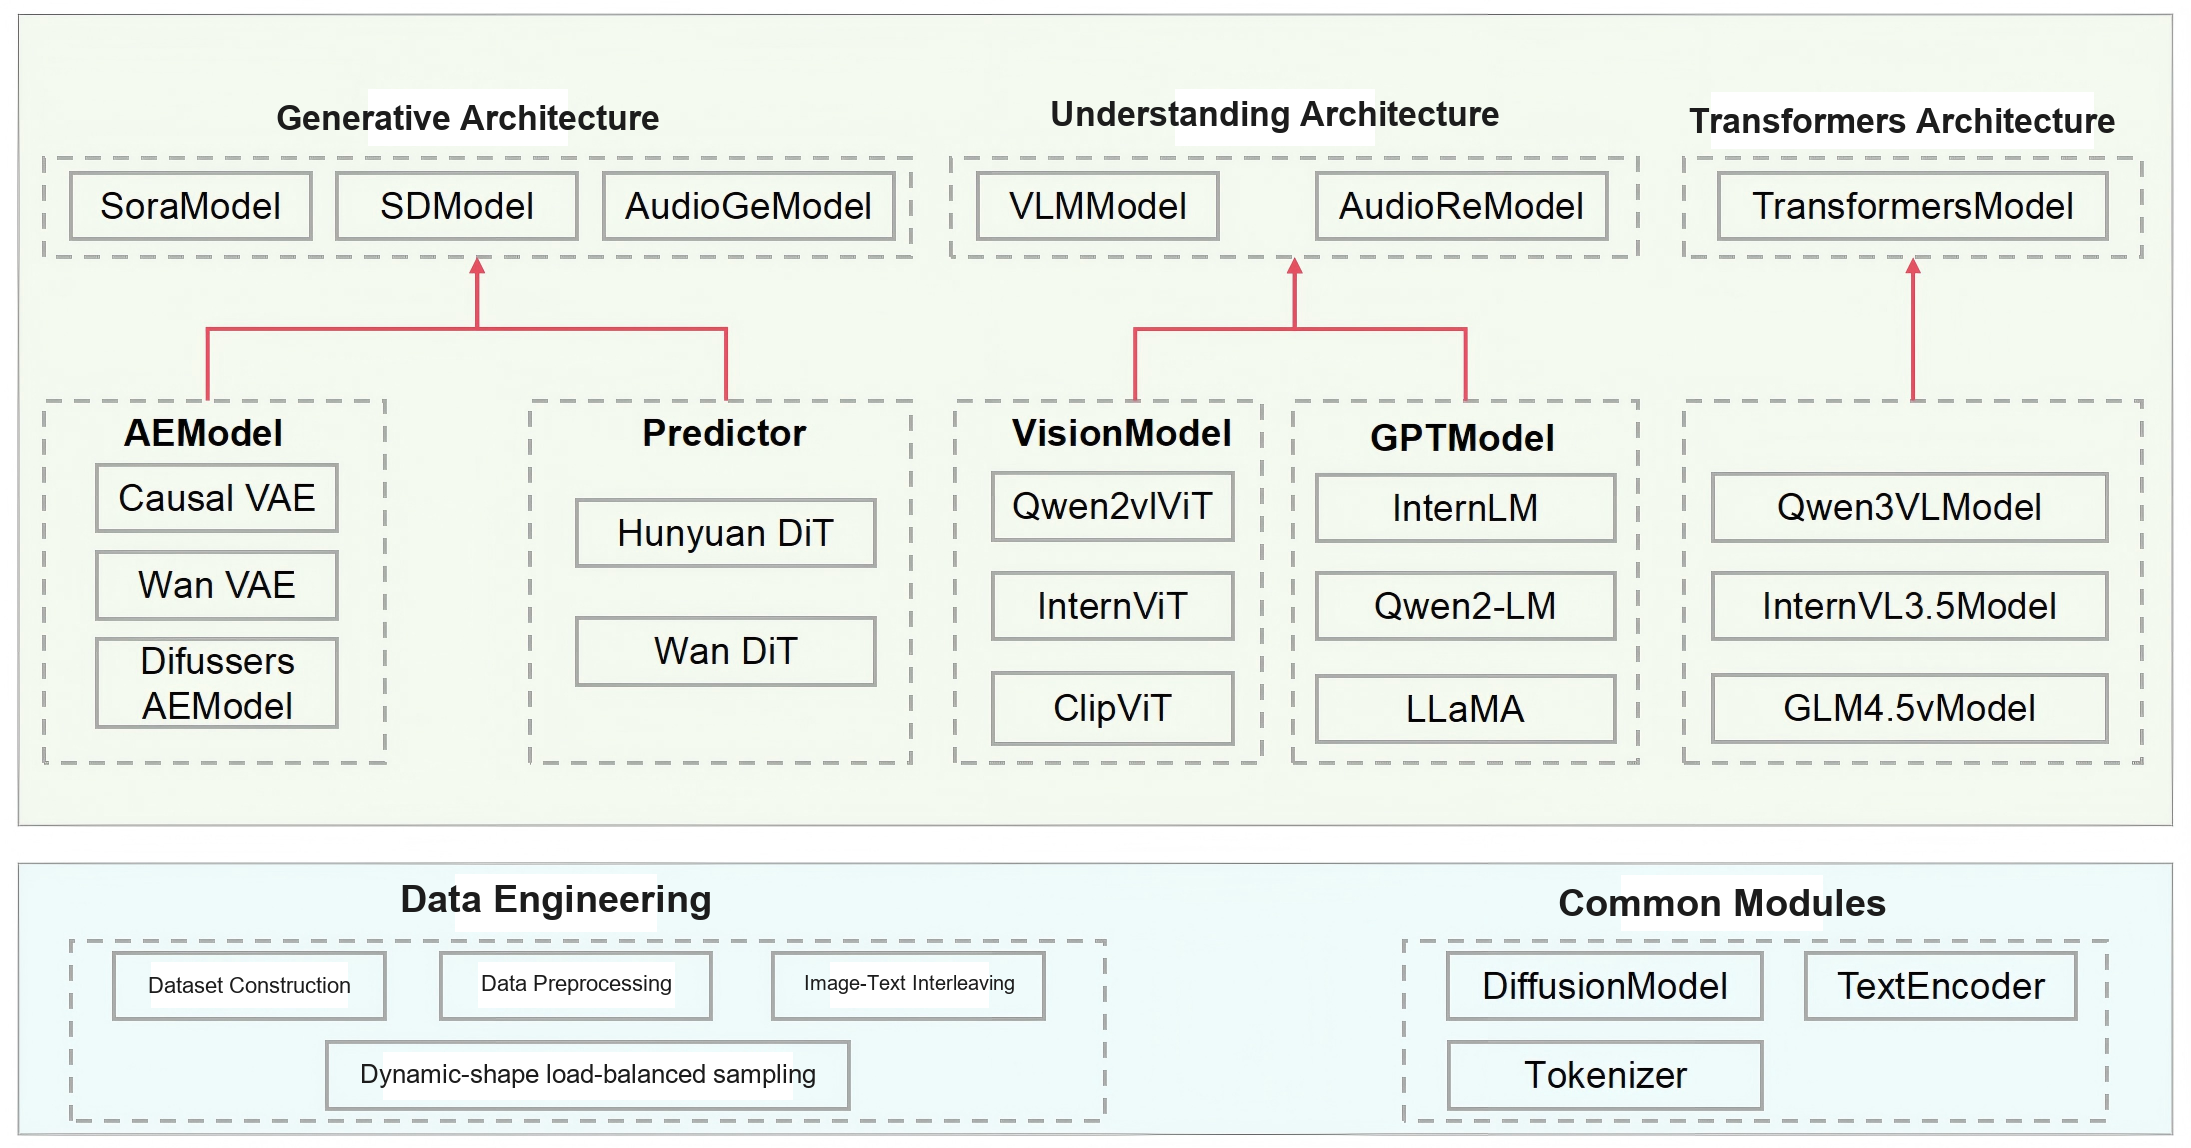 Generative Architecture
Understanding Architecture
Transformers Architecture
SoraModel
SDModel
AudioGeModel
VLMModel
AudioReModel
TransformersModel
AEModel
Causal VAE
Wan VAE
Difussers
AEModel
Predictor
Hunyuan DiT
Wan DiT
VisionModel
Qwen2vlViT
InternViT
ClipViT
GPTModel
InternLM
Qwen2-LM
LLaMA
Qwen3VLModel
InternVL3.5Model
GLM4.5vModel
Data Engineering
Dataset Construction
Data Preprocessing
Image-Text Interleaving
Dynamic-shape load-balanced sampling
Common Modules
DiffusionModel
TextEncoder
Tokenizer